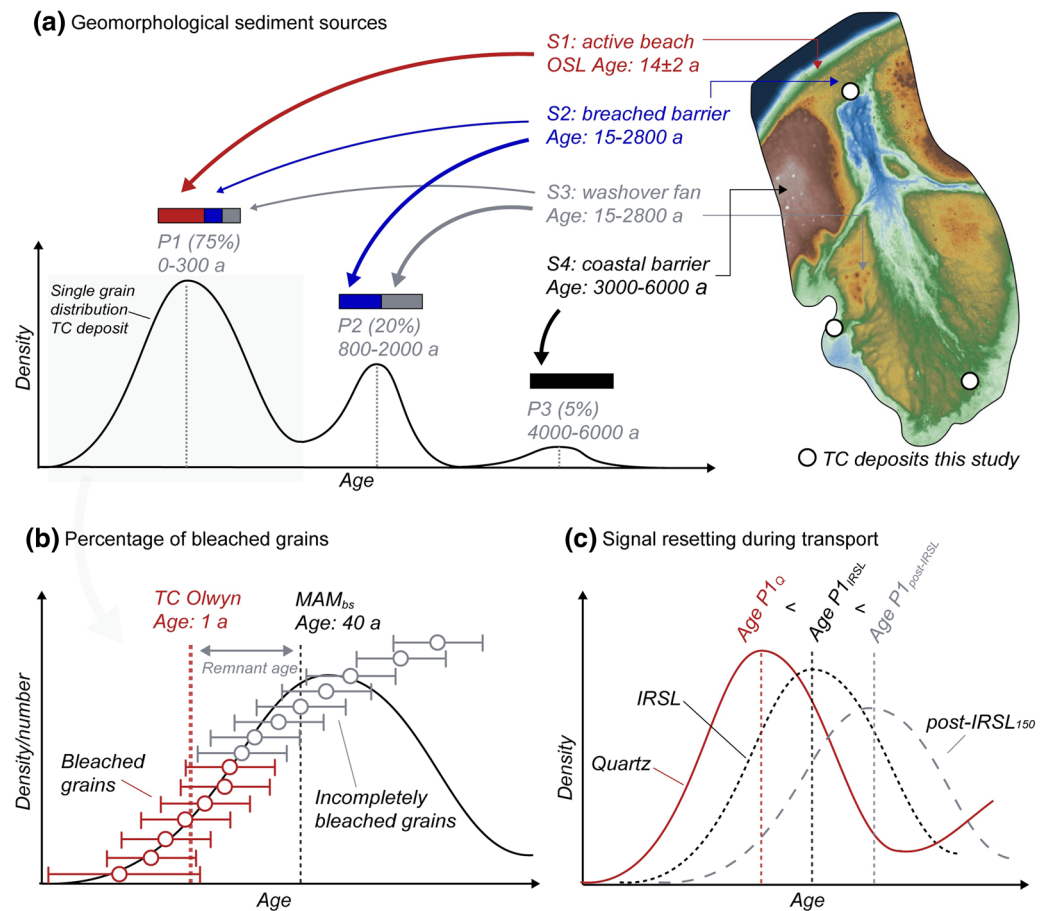 (a) Geomorphological sediment sources
S1: active beach
OSL Age: 14±2 a
S2: breached barrier
Age: 15-2800 a
S3: washover fan
Age: 15-2800 a
S4: coastal barrier
Age: 3000-6000 a
P1 (75%)
0-300 a
Single grain
distribution
TC deposit
P2 (20%)
800-2000 a
P3 (5%)
4000-6000 a
Density
Age
TC deposits this study
(b) Percentage of bleached grains
TC Olwyn
Age: 1 a
MAMbs
Age: 40 a
Remnant age
Bleached
grains
Incompletely
bleached grains
Density/number
Age
(c) Signal resetting during transport
Age P1Q < Age P1IRSL < Age P1post-IRSL
IRSL
post-IRSL150
Quartz
Density
Age